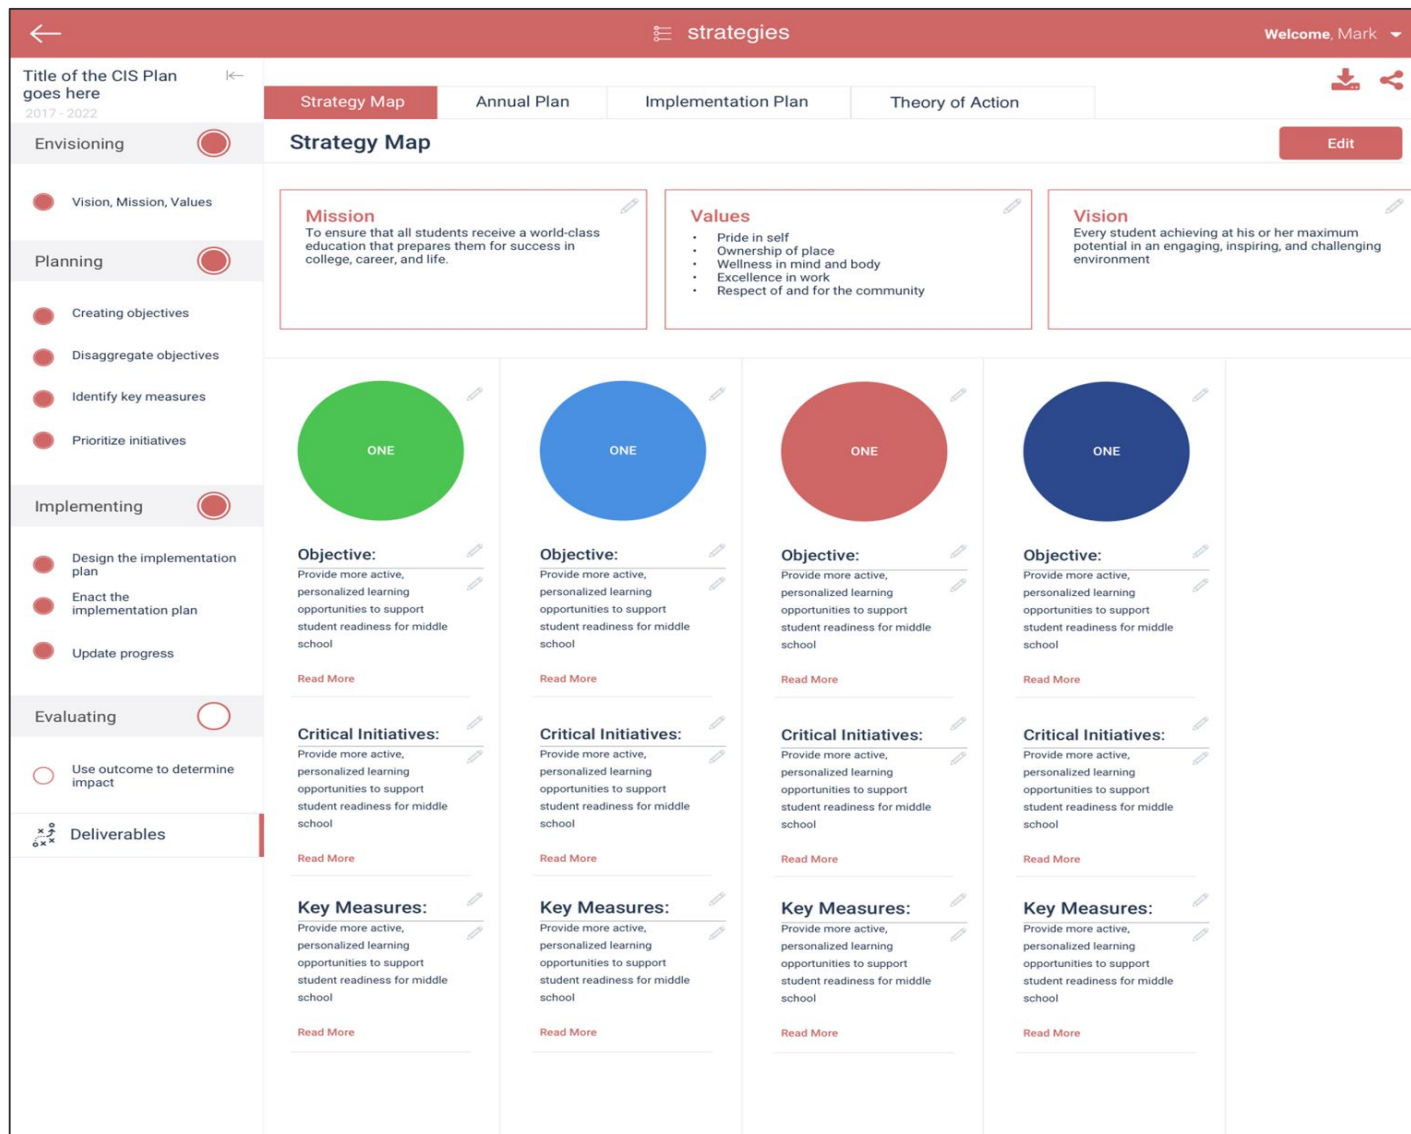 strategies
Welcome, Mark
Title of the CIS Plan
goes here
2017 - 2022
Envisioning
Vision, Mission, Values
Planning
Creating objectives
Disaggregate objectives
Identify key measures
Prioritize initiatives
Implementing
Design the implementation
plan
Enact the
implementation plan
Update progress
Evaluating
Use outcome to determine
impact
Deliverables
Strategy Map
Annual Plan
Implementation Plan
Theory of Action
Strategy Map
Edit
Mission
To ensure that all students receive a world-class
education that prepares them for success in
college, career, and life.
Values
• Pride in self
• Ownership of place
• Wellness in mind and body
• Excellence in work
• Respect of and for the community
Vision
Every student achieving at his or her maximum
potential in an engaging, inspiring, and challenging
environment
ONE
Objective:
Provide more active,
personalized learning
opportunities to support
student readiness for middle
school
Read More
Critical Initiatives:
Provide more active,
personalized learning
opportunities to support
student readiness for middle
school
Read More
Key Measures:
Provide more active,
personalized learning
opportunities to support
student readiness for middle
school
Read More
ONE
Objective:
Provide more active,
personalized learning
opportunities to support
student readiness for middle
school
Read More
Critical Initiatives:
Provide more active,
personalized learning
opportunities to support
student readiness for middle
school
Read More
Key Measures:
Provide more active,
personalized learning
opportunities to support
student readiness for middle
school
Read More
ONE
Objective:
Provide more active,
personalized learning
opportunities to support
student readiness for middle
school
Read More
Critical Initiatives:
Provide more active,
personalized learning
opportunities to support
student readiness for middle
school
Read More
Key Measures:
Provide more active,
personalized learning
opportunities to support
student readiness for middle
school
Read More
ONE
Objective:
Provide more active,
personalized learning
opportunities to support
student readiness for middle
school
Read More
Critical Initiatives:
Provide more active,
personalized learning
opportunities to support
student readiness for middle
school
Read More
Key Measures:
Provide more active,
personalized learning
opportunities to support
student readiness for middle
school
Read More